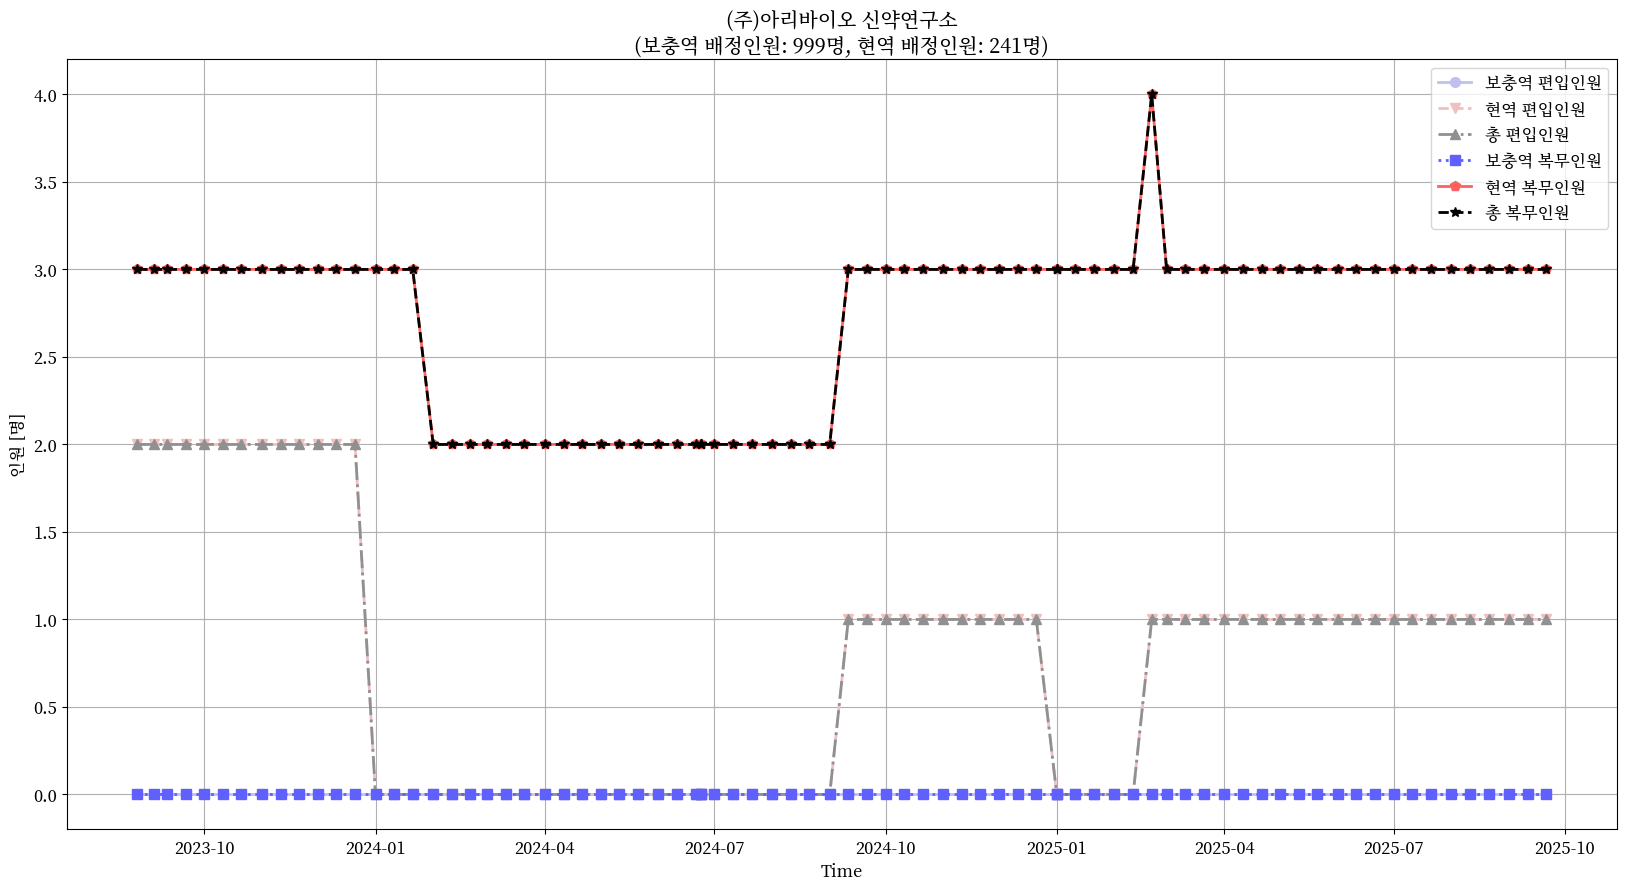 (주)아리바이오 신약연구소
(보충역 배정인원: 999명, 현역 배정인원: 241명)
보충역 편입인원
현역 편입인원
총 편입인원
보충역 복무인원
현역 복무인원
총 복무인원
4.0
3.5
3.0
2.5
2.0
1.5
1.0
0.5
0.0
인원 [명]
2023-10
2024-01
2024-04
2024-07
2024-10
2025-01
2025-04
2025-07
2025-10
Time